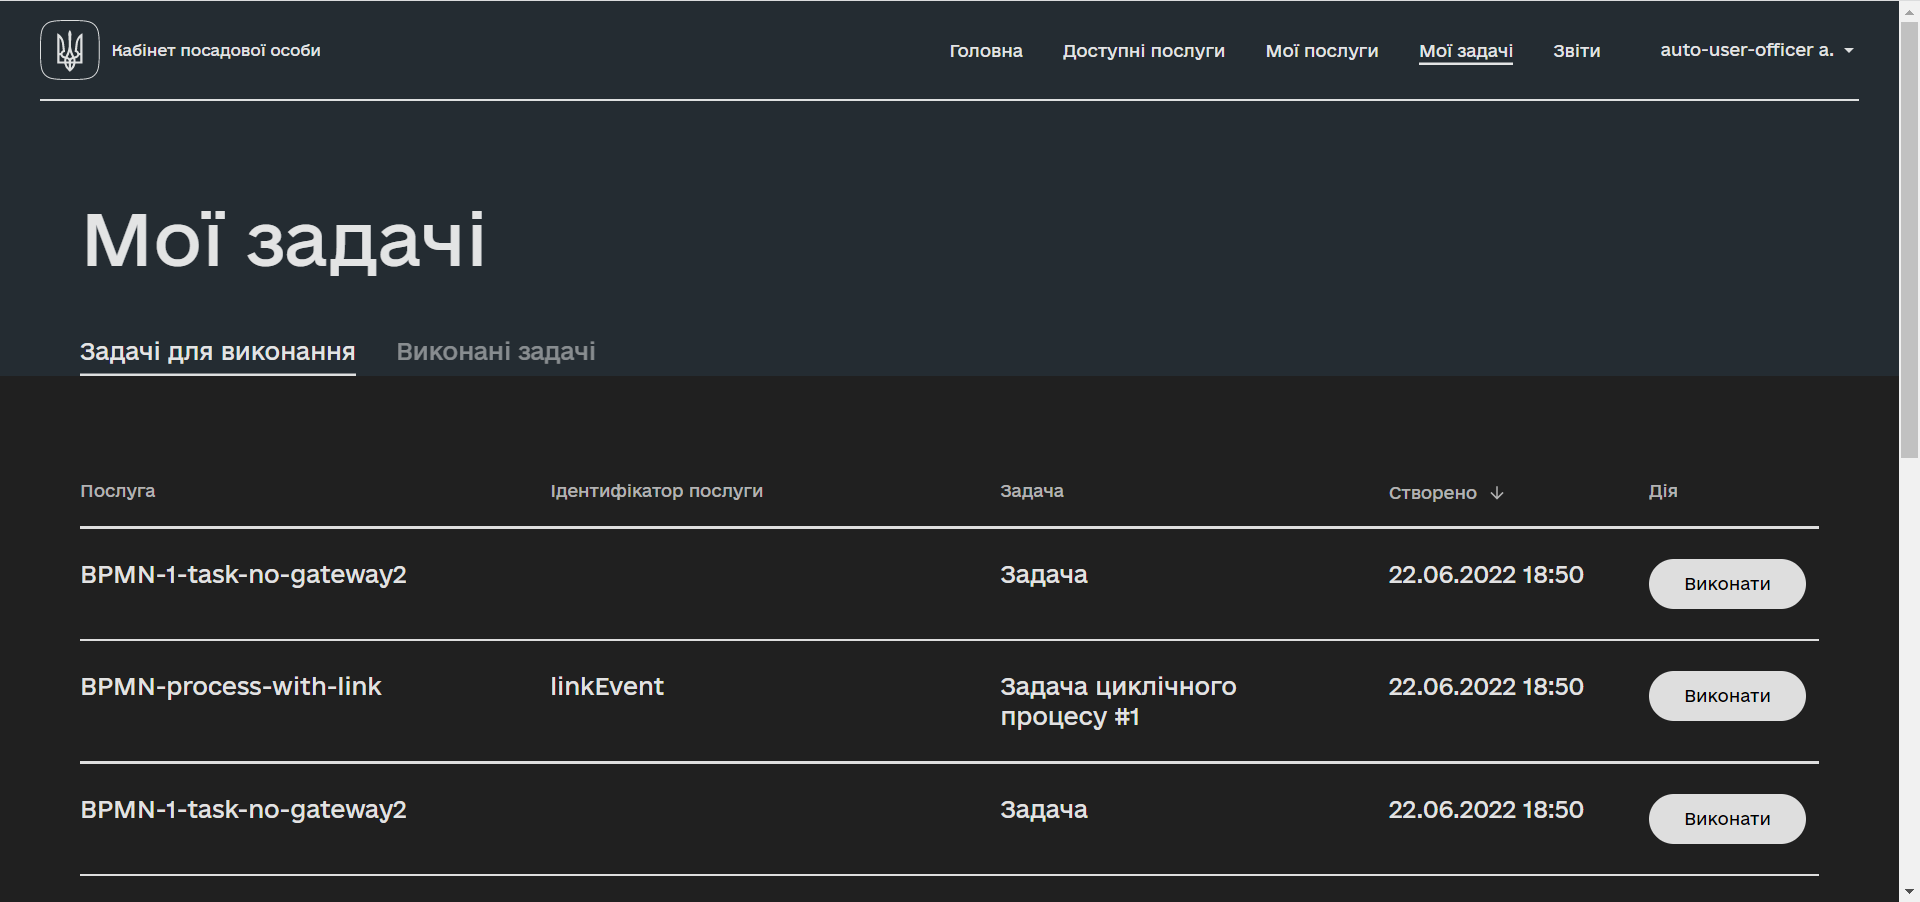 Кабінет посадової особи
Головна Доступні послуги Мої послуги Мої задачі Звіти auto-user-officer a.
Мої задачі
Задачі для виконання Виконані задачі
Послуга Ідентифікатор послуги Задача Створено Дія
BPMN-1-task-no-gateway2 Задача 22.06.2022 18:50 Виконати
BPMN-process-with-link linkEvent Задача циклічного 22.06.2022 18:50 Виконати
процесу #1
BPMN-1-task-no-gateway2 Задача 22.06.2022 18:50 Виконати